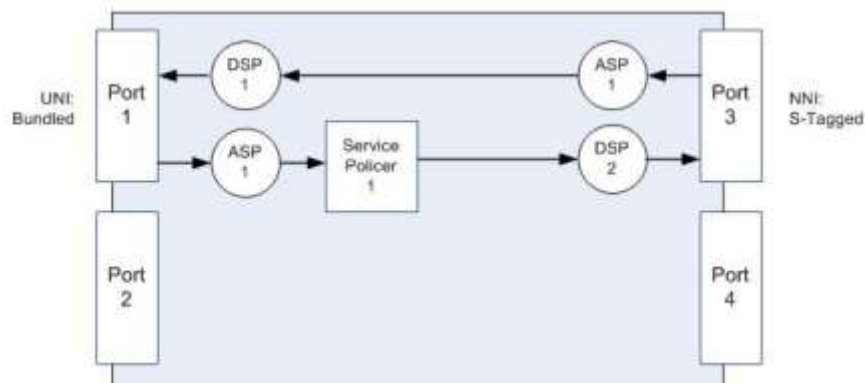 DSP
1
ASP
1
UNI:
Bundled
Port
1
Port
3
NNI:
S-Tagged
ASP
1
Service
Policer
1
DSP
2
Port
2
Port
4